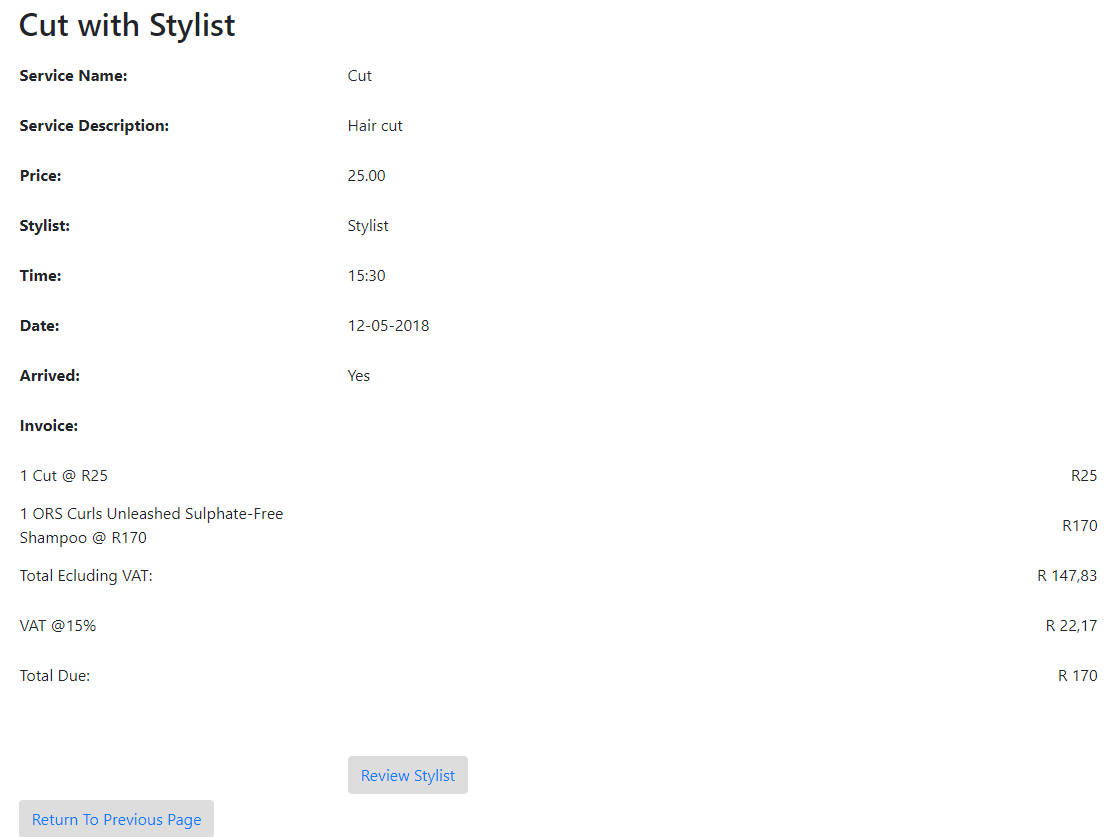 Cut with Stylist
Service Name: Cut
Service Description: Hair cut
Price: 25.00
Stylist: Stylist
Time: 15:30
Date: 12-05-2018
Arrived: Yes
Invoice:
1 Cut @ R25 R25
1 ORS Curls Unleashed Sulphate-Free
Shampoo @ R170 R170
Total Ecluding VAT: R 147,83
VAT @15% R 22,17
Total Due: R 170
Review Stylist
Return To Previous Page